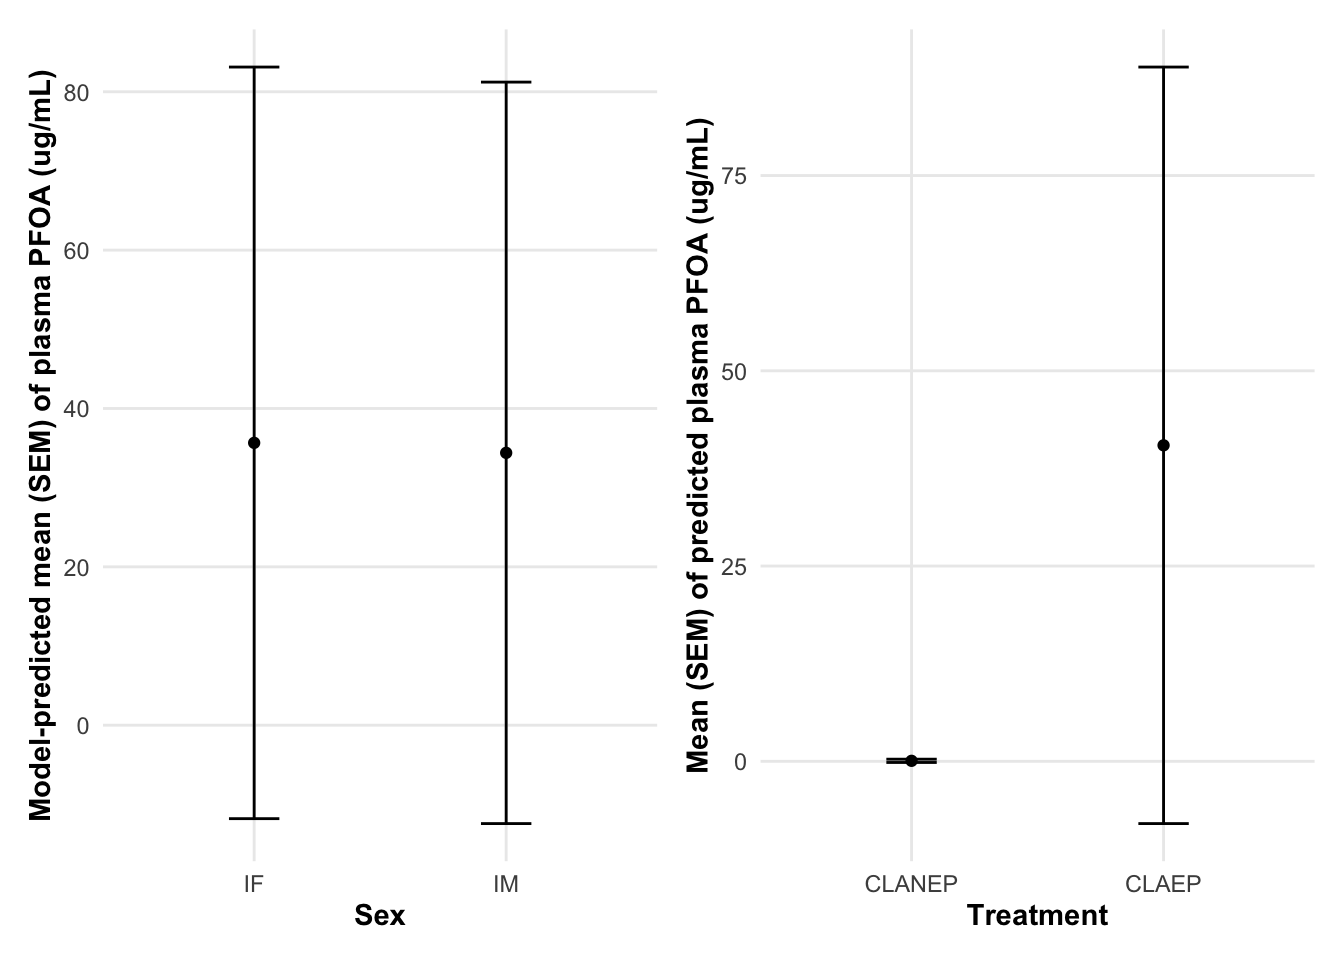 Model-predicted mean (SEM) of plasma PFOA (ug/mL)
80
60
40
20
0
IF
IM
Sex
Mean (SEM) of predicted plasma PFOA (ug/mL)
75
50
25
0
CLANEP
CLAEP
Treatment